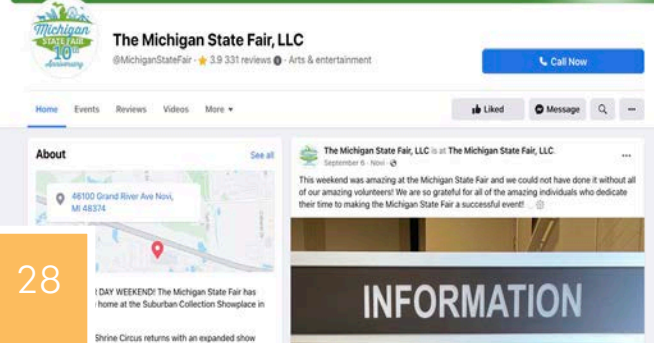 Michigan
STATE FAIR
10th
Anniversary
The Michigan State Fair, LLC
@MichiganStateFair · 3.9 331 reviews · Arts & entertainment
Call Now
Home Events Reviews Videos More
Liked Message
About See all
46100 Grand River Ave Novi,
MI 48374
DAY WEEKEND! The Michigan State Fair has
home at the Suburban Collection Showplace in
Shrine Circus returns with an expanded show
28
The Michigan State Fair, LLC is at The Michigan State Fair, LLC.
September 6 · Novi ·
This weekend was amazing at the Michigan State Fair and we could not have done it without all
of our amazing volunteers! We are so grateful for all of the amazing individuals who dedicate
their time to making the Michigan State Fair a successful event!
INFORMATION